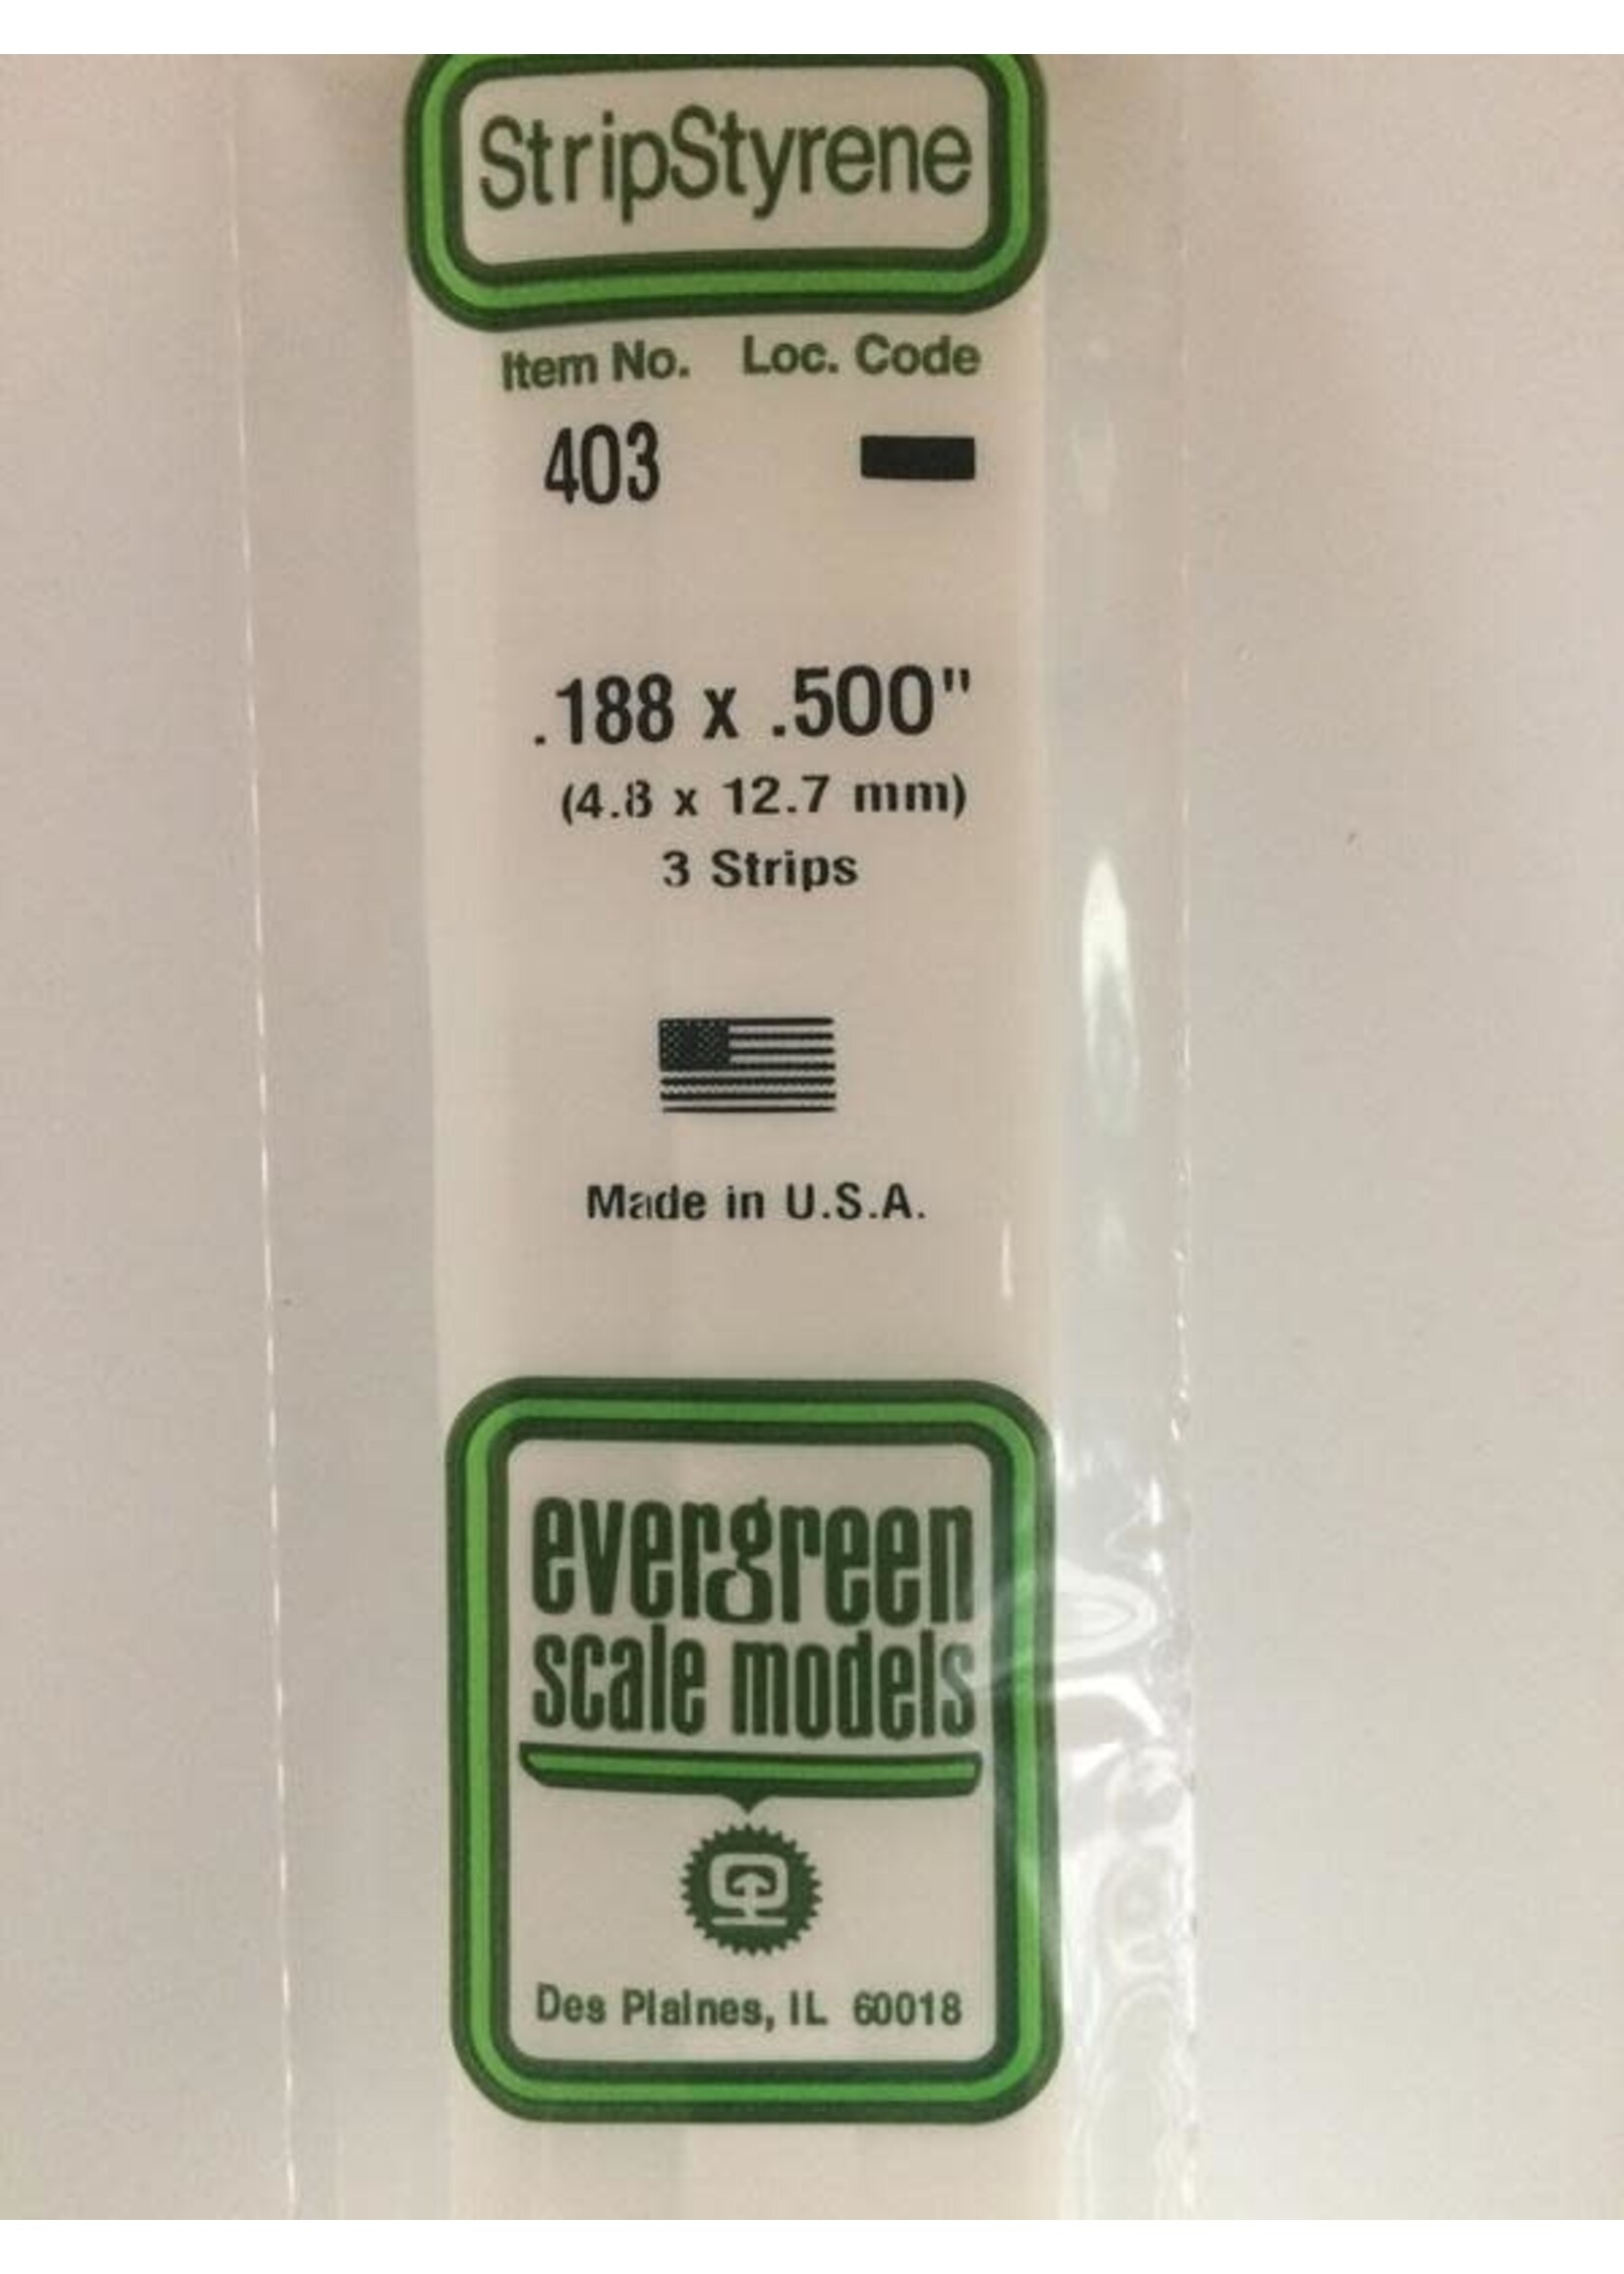 StripStyrene
Item No. Loc. Code
403
.188 x .500"
(4.8 x 12.7 mm)
3 Strips
Made in U.S.A.
evergreen
scale models
Des Plaines, IL 60018